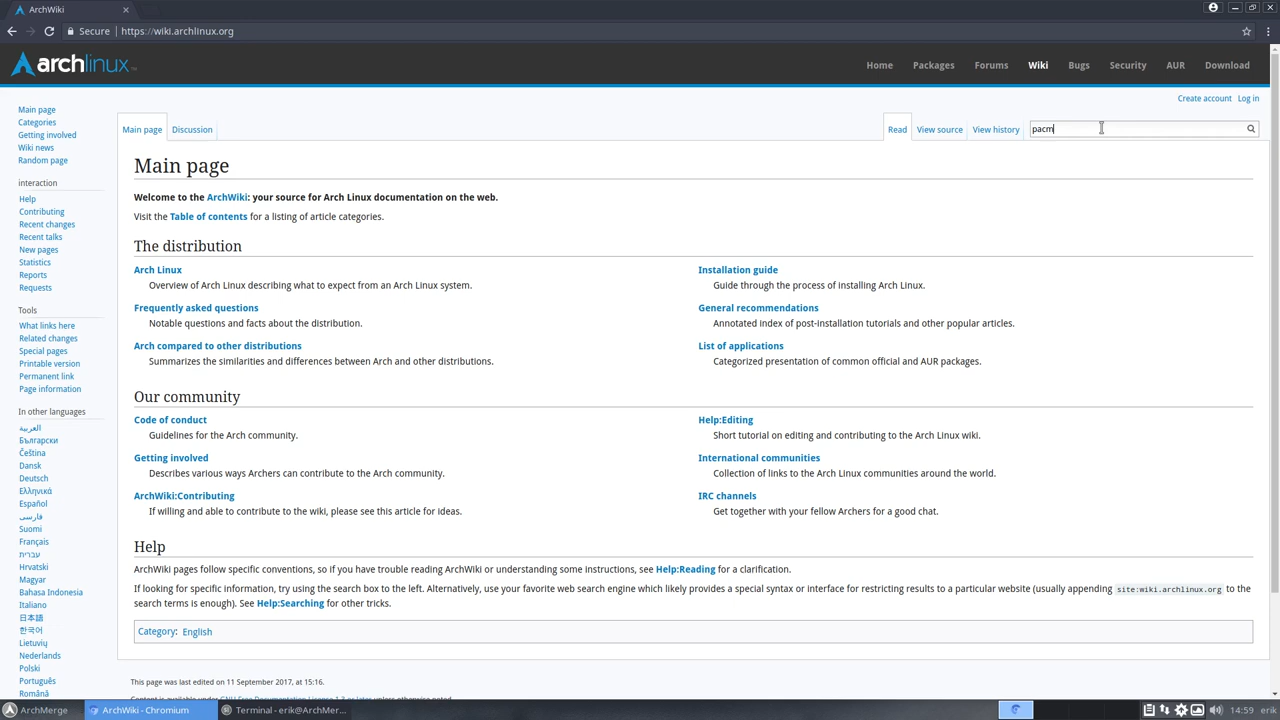 ArchWiki
Secure
https://wiki.archlinux.org
archlinux
Home Packages Forums Wiki Bugs Security AUR Download
Create account Log in
Main page
Categories
Getting involved
Wiki news
Random page
interaction
Help
Contributing
Recent changes
Recent talks
New pages
Statistics
Reports
Requests
Tools
What links here
Related changes
Special pages
Printable version
Permanent link
Page information
In other languages
العربية
Български
Čeština
Dansk
Deutsch
Ελληνικά
Español
فارسی
Suomi
Français
עברית
Hrvatski
Magyar
Bahasa Indonesia
Italiano
日本語
한국어
Lietuvių
Nederlands
Polski
Português
Română
Main page Discussion Read View source View history pacm
Main page
Welcome to the ArchWiki: your source for Arch Linux documentation on the web.
Visit the Table of contents for a listing of article categories.
The distribution
Arch Linux
Overview of Arch Linux describing what to expect from an Arch Linux system.
Frequently asked questions
Notable questions and facts about the distribution.
Arch compared to other distributions
Summarizes the similarities and differences between Arch and other distributions.
Installation guide
Guide through the process of installing Arch Linux.
General recommendations
Annotated index of post-installation tutorials and other popular articles.
List of applications
Categorized presentation of common official and AUR packages.
Our community
Code of conduct
Guidelines for the Arch community.
Getting involved
Describes various ways Archers can contribute to the Arch community.
ArchWiki:Contributing
If willing and able to contribute to the wiki, please see this article for ideas.
Help:Editing
Short tutorial on editing and contributing to the Arch Linux wiki.
International communities
Collection of links to the Arch Linux communities around the world.
IRC channels
Get together with your fellow Archers for a good chat.
Help
ArchWiki pages follow specific conventions, so if you have trouble reading ArchWiki or understanding some instructions, see Help:Reading for a clarification.
If looking for specific information, try using the search box to the left. Alternatively, use your favorite web search engine which likely provides a special syntax or interface for restricting results to a particular website (usually appending site:wiki.archlinux.org to the
search terms is enough). See Help:Searching for other tricks.
Category: English
This page was last edited on 11 September 2017, at 15:16.
Content is available under GNU Free Documentation License 1.3 or later unless otherwise noted.
ArchMerge
ArchWiki - Chromium
Terminal - erik@ArchMer...
14:59 erik